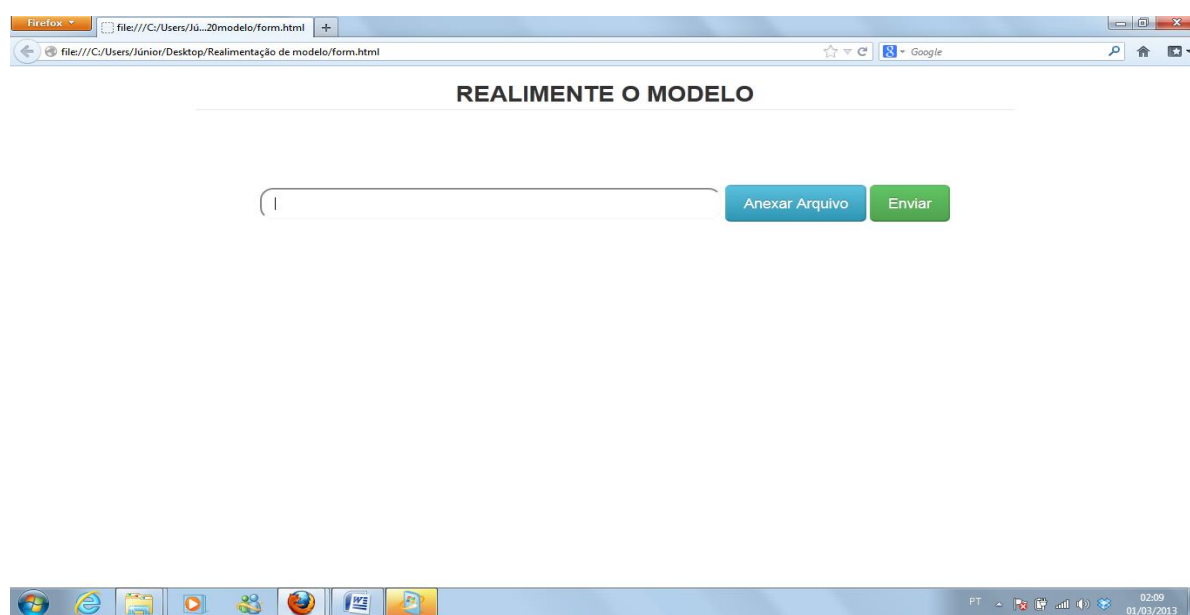 Firefox
file:///C:/Users/Jú...20modelo/form.html
file:///C:/Users/Júnior/Desktop/Realimentação de modelo/form.html
Google
REALIMENTE O MODELO
Anexar Arquivo
Enviar
PT
02:09
01/03/2013